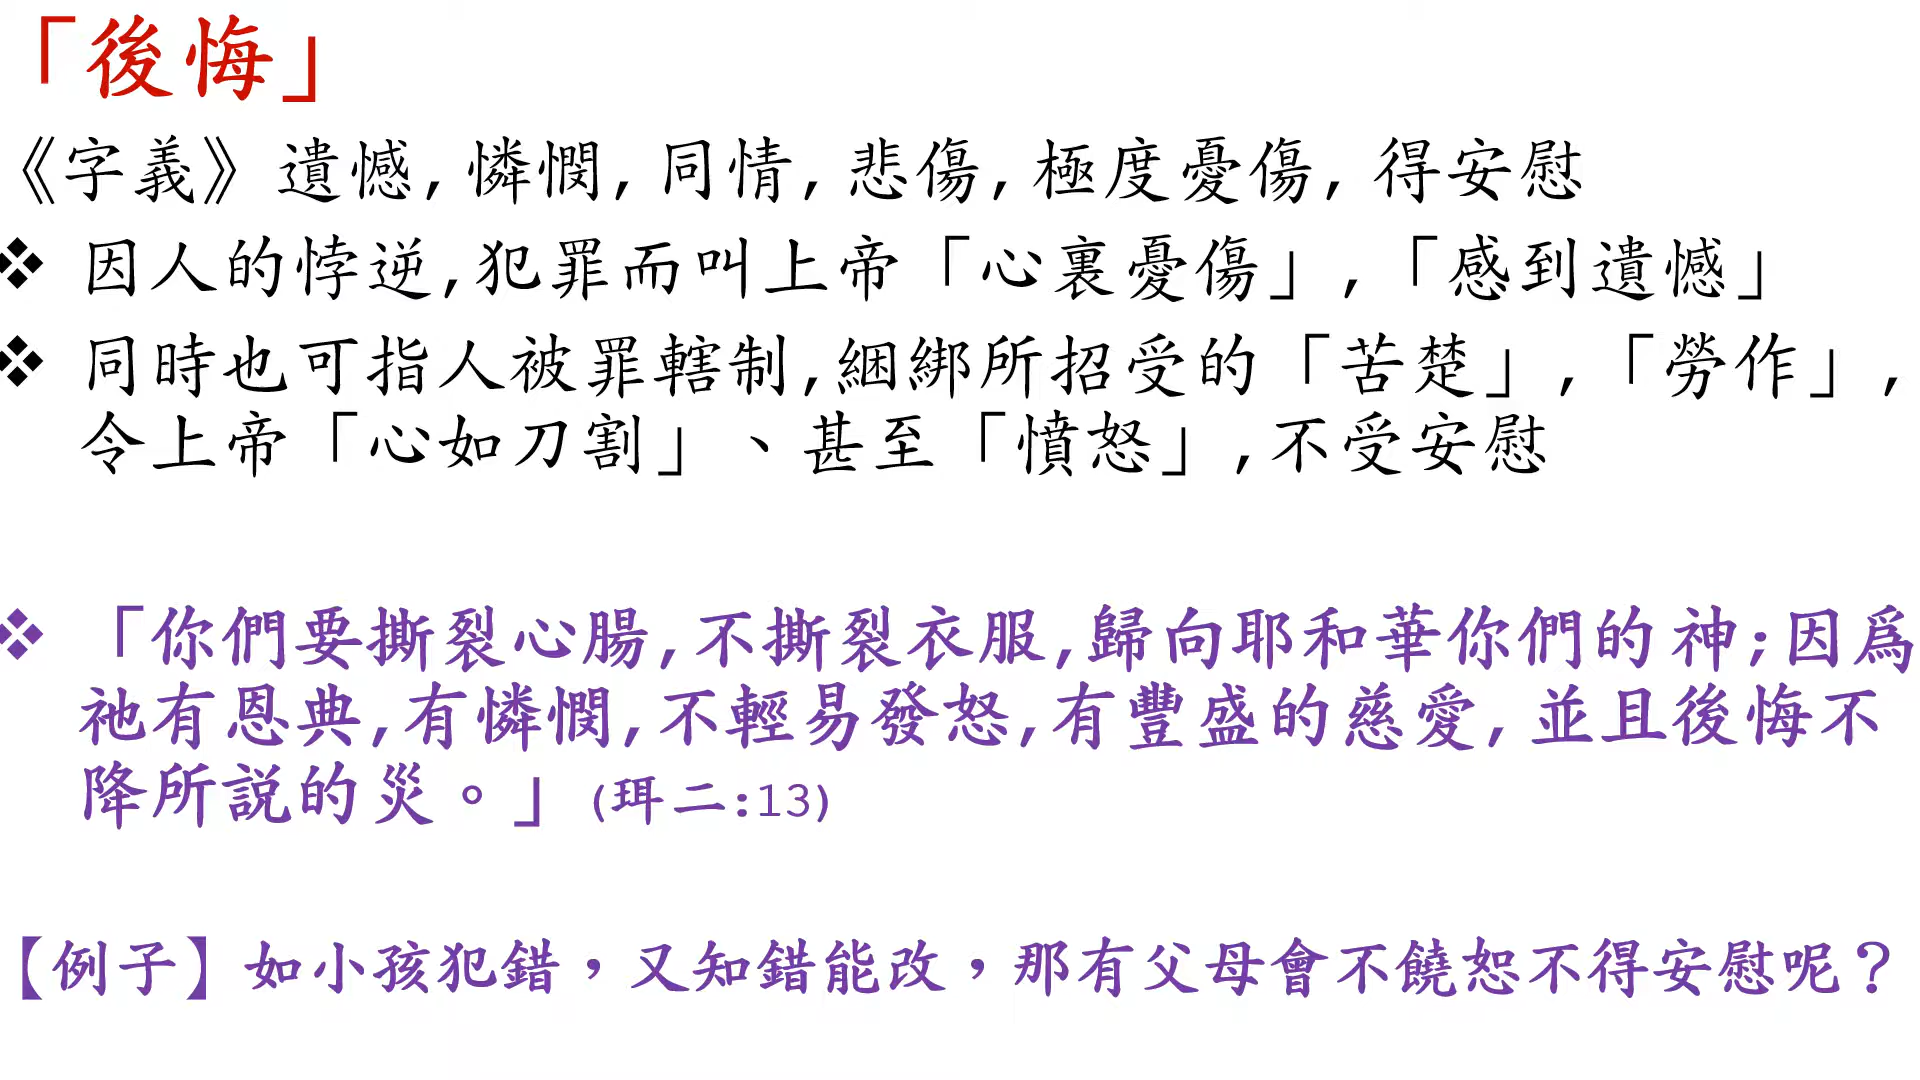 「後悔」
《字義》遺憾,憐憫,同情,悲傷,極度憂傷,得安慰
❖ 因人的悖逆,犯罪而叫上帝「心裏憂傷」,「感到遺憾」
❖ 同時也可指人被罪轄制,綑綁所招受的「苦楚」,「勞作」,
令上帝「心如刀割」、甚至「憤怒」,不受安慰
❖ 「你們要撕裂心腸,不撕裂衣服,歸向耶和華你們的神;因爲
祂有恩典,有憐憫,不輕易發怒,有豐盛的慈愛,並且後悔不
降所説的災。」(珥二:13)
【例子】如小孩犯錯，又知錯能改，那有父母會不饒恕不得安慰呢？